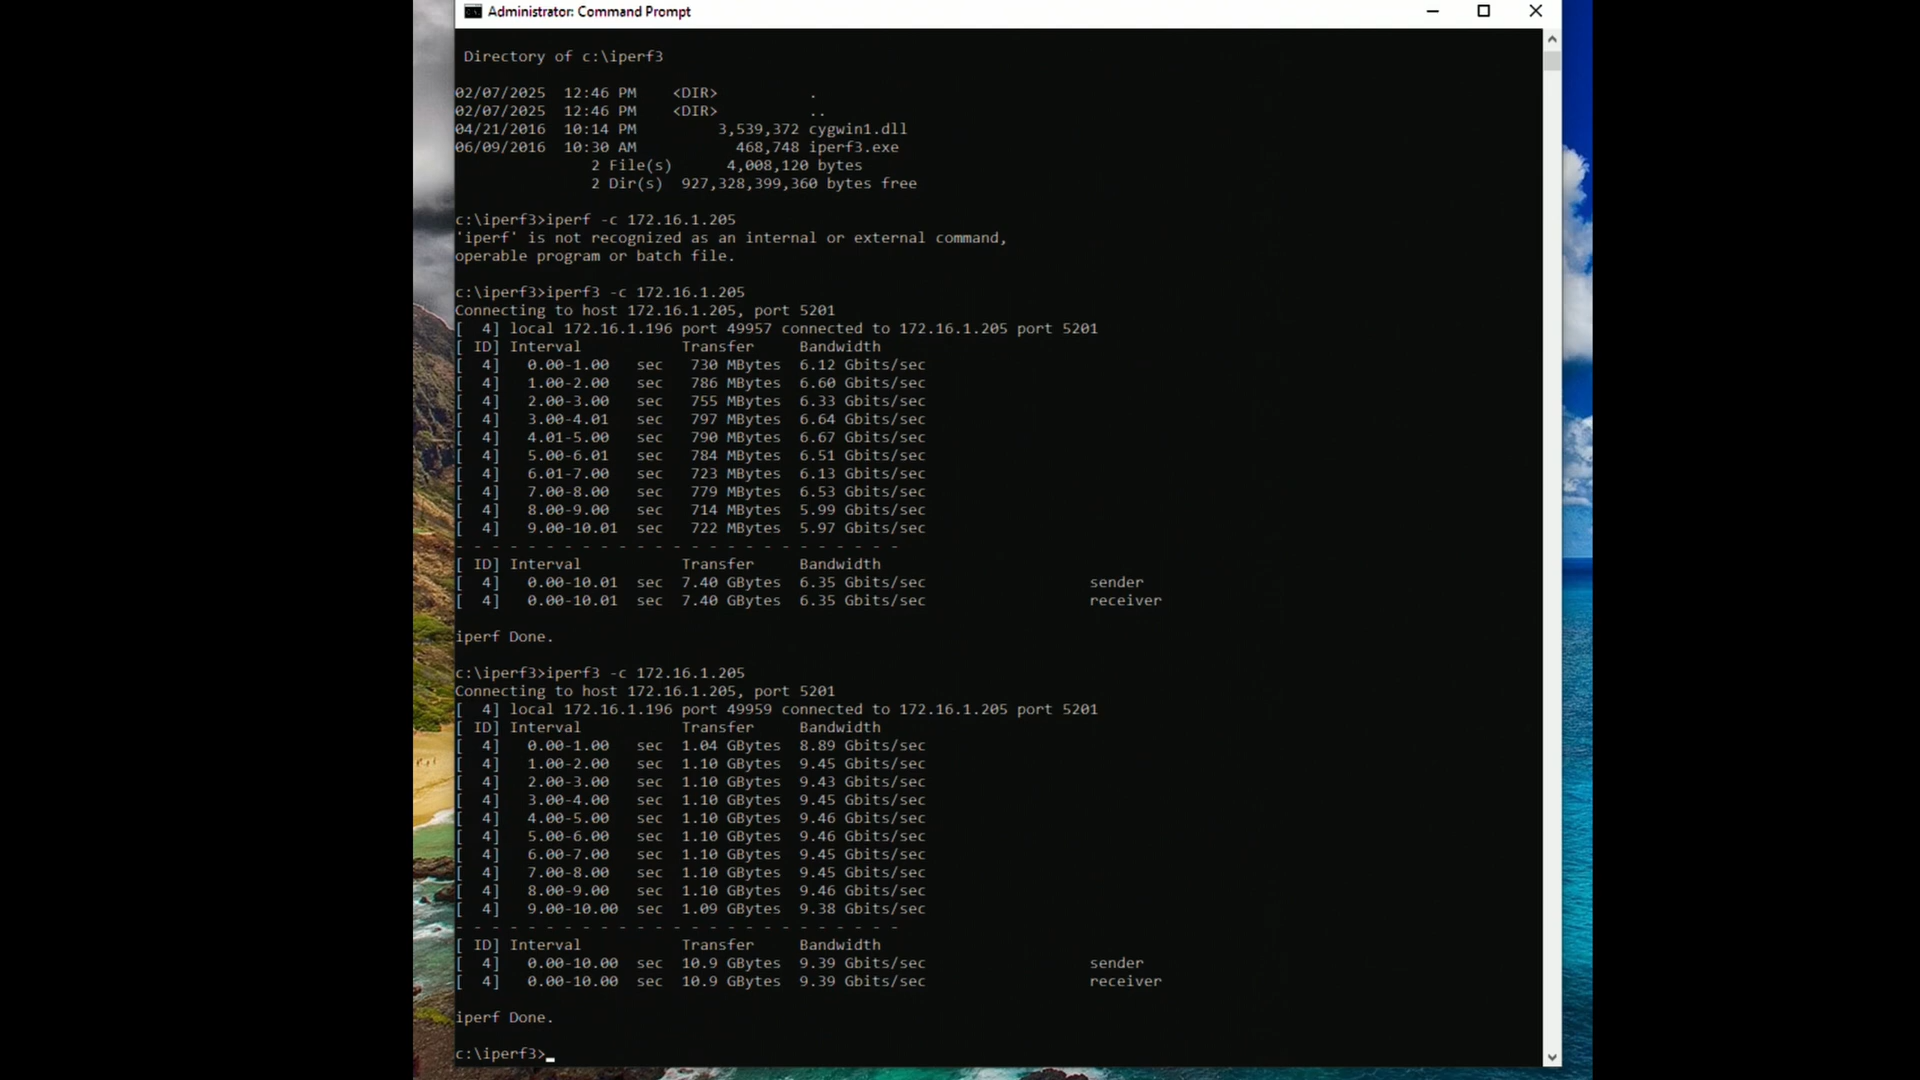 Administrator: Command Prompt
Directory of c:\iperf3
02/07/2025  12:46 PM    <DIR>          .
02/07/2025  12:46 PM    <DIR>          ..
04/21/2016  10:14 PM         3,539,372 cygwin1.dll
06/09/2016  10:30 AM           468,748 iperf3.exe
2 File(s)      4,008,120 bytes
2 Dir(s)  927,328,399,360 bytes free
c:\iperf3>iperf -c 172.16.1.205
'iperf' is not recognized as an internal or external command,
operable program or batch file.
c:\iperf3>iperf3 -c 172.16.1.205
Connecting to host 172.16.1.205, port 5201
[  4] local 172.16.1.196 port 49957 connected to 172.16.1.205 port 5201
[ ID] Interval           Transfer     Bandwidth
[  4]   0.00-1.00   sec   730 MBytes  6.12 Gbits/sec
[  4]   1.00-2.00   sec   786 MBytes  6.60 Gbits/sec
[  4]   2.00-3.00   sec   755 MBytes  6.33 Gbits/sec
[  4]   3.00-4.01   sec   797 MBytes  6.64 Gbits/sec
[  4]   4.01-5.00   sec   790 MBytes  6.67 Gbits/sec
[  4]   5.00-6.01   sec   784 MBytes  6.51 Gbits/sec
[  4]   6.01-7.00   sec   723 MBytes  6.13 Gbits/sec
[  4]   7.00-8.00   sec   779 MBytes  6.53 Gbits/sec
[  4]   8.00-9.00   sec   714 MBytes  5.99 Gbits/sec
[  4]   9.00-10.01  sec   722 MBytes  5.97 Gbits/sec
- - - - - - - - - - - - - - - - - - - - - - - - -
[ ID] Interval           Transfer     Bandwidth
[  4]   0.00-10.01  sec  7.40 GBytes  6.35 Gbits/sec                  sender
[  4]   0.00-10.01  sec  7.40 GBytes  6.35 Gbits/sec                  receiver
iperf Done.
c:\iperf3>iperf3 -c 172.16.1.205
Connecting to host 172.16.1.205, port 5201
[  4] local 172.16.1.196 port 49959 connected to 172.16.1.205 port 5201
[ ID] Interval           Transfer     Bandwidth
[  4]   0.00-1.00   sec  1.04 GBytes  8.89 Gbits/sec
[  4]   1.00-2.00   sec  1.10 GBytes  9.45 Gbits/sec
[  4]   2.00-3.00   sec  1.10 GBytes  9.43 Gbits/sec
[  4]   3.00-4.00   sec  1.10 GBytes  9.45 Gbits/sec
[  4]   4.00-5.00   sec  1.10 GBytes  9.46 Gbits/sec
[  4]   5.00-6.00   sec  1.10 GBytes  9.46 Gbits/sec
[  4]   6.00-7.00   sec  1.10 GBytes  9.45 Gbits/sec
[  4]   7.00-8.00   sec  1.10 GBytes  9.45 Gbits/sec
[  4]   8.00-9.00   sec  1.10 GBytes  9.46 Gbits/sec
[  4]   9.00-10.00  sec  1.09 GBytes  9.38 Gbits/sec
- - - - - - - - - - - - - - - - - - - - - - - - -
[ ID] Interval           Transfer     Bandwidth
[  4]   0.00-10.00  sec  10.9 GBytes  9.39 Gbits/sec                  sender
[  4]   0.00-10.00  sec  10.9 GBytes  9.39 Gbits/sec                  receiver
iperf Done.
c:\iperf3>